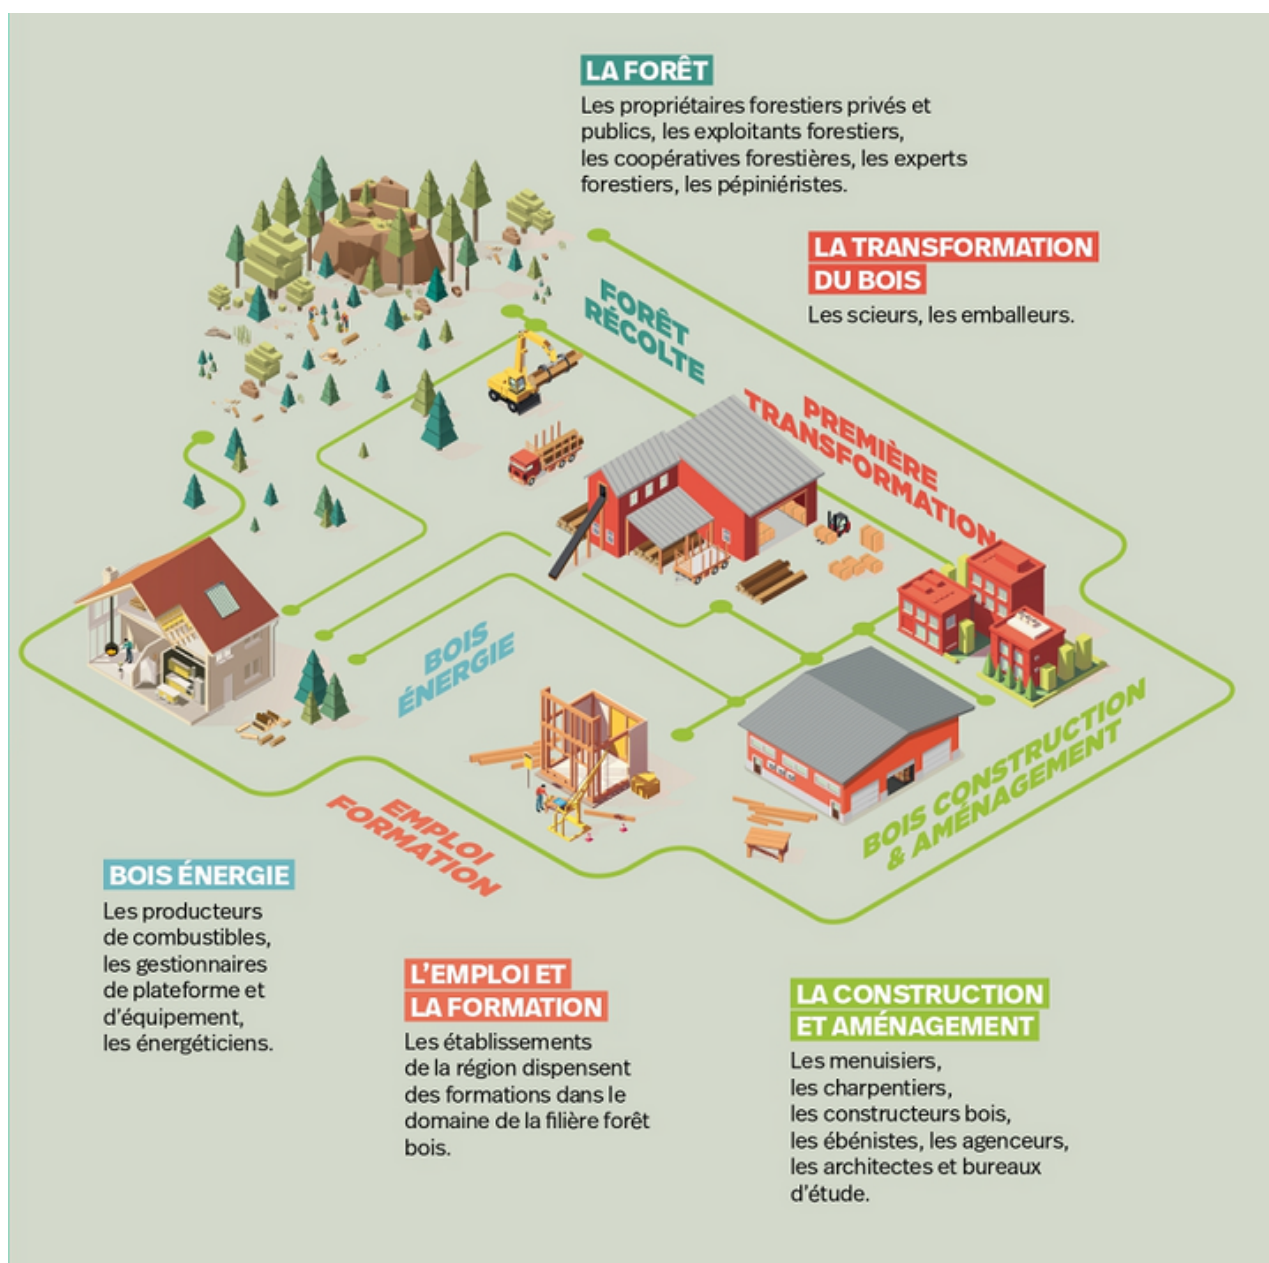 LA FORÊT
Les propriétaires forestiers privés et
publics, les exploitants forestiers,
les coopératives forestières, les experts
forestiers, les pépiniéristes.
LA TRANSFORMATION
DU BOIS
Les scieurs, les emballeurs.
FORÊT
RÉCOLTE
PREMIÈRE
TRANSFORMATION
BOIS
ÉNERGIE
BOIS CONSTRUCTION
& AMÉNAGEMENT
EMPLOI
FORMATION
BOIS ÉNERGIE
Les producteurs
de combustibles,
les gestionnaires
de plateforme et
d'équipement,
les énergéticiens.
L'EMPLOI ET
LA FORMATION
Les établissements
de la région dispensent
des formations dans le
domaine de la filière forêt
bois.
LA CONSTRUCTION
ET AMÉNAGEMENT
Les menuisiers,
les charpentiers,
les constructeurs bois,
les ébénistes, les agenceurs,
les architectes et bureaux
d'étude.